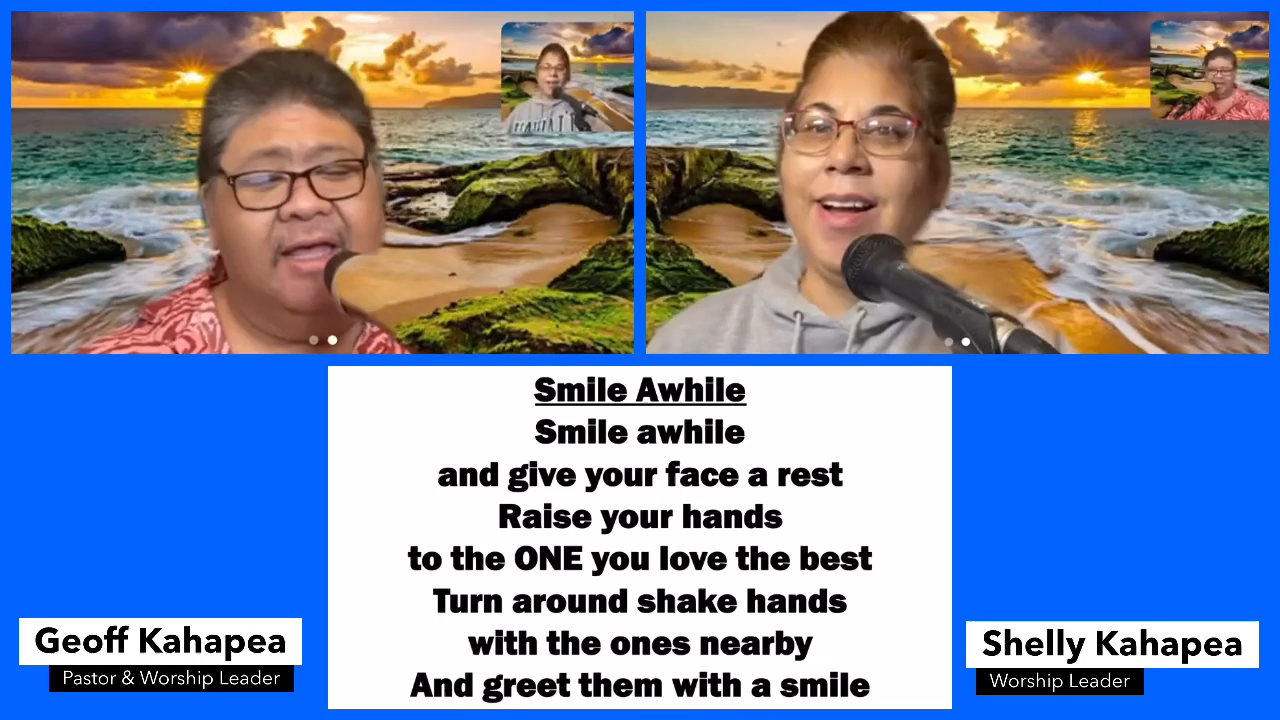 Smile Awhile
Smile awhile
and give your face a rest
Raise your hands
to the ONE you love the best
Turn around shake hands
with the ones nearby
And greet them with a smile
Geoff Kahapea
Pastor & Worship Leader
Shelly Kahapea
Worship Leader